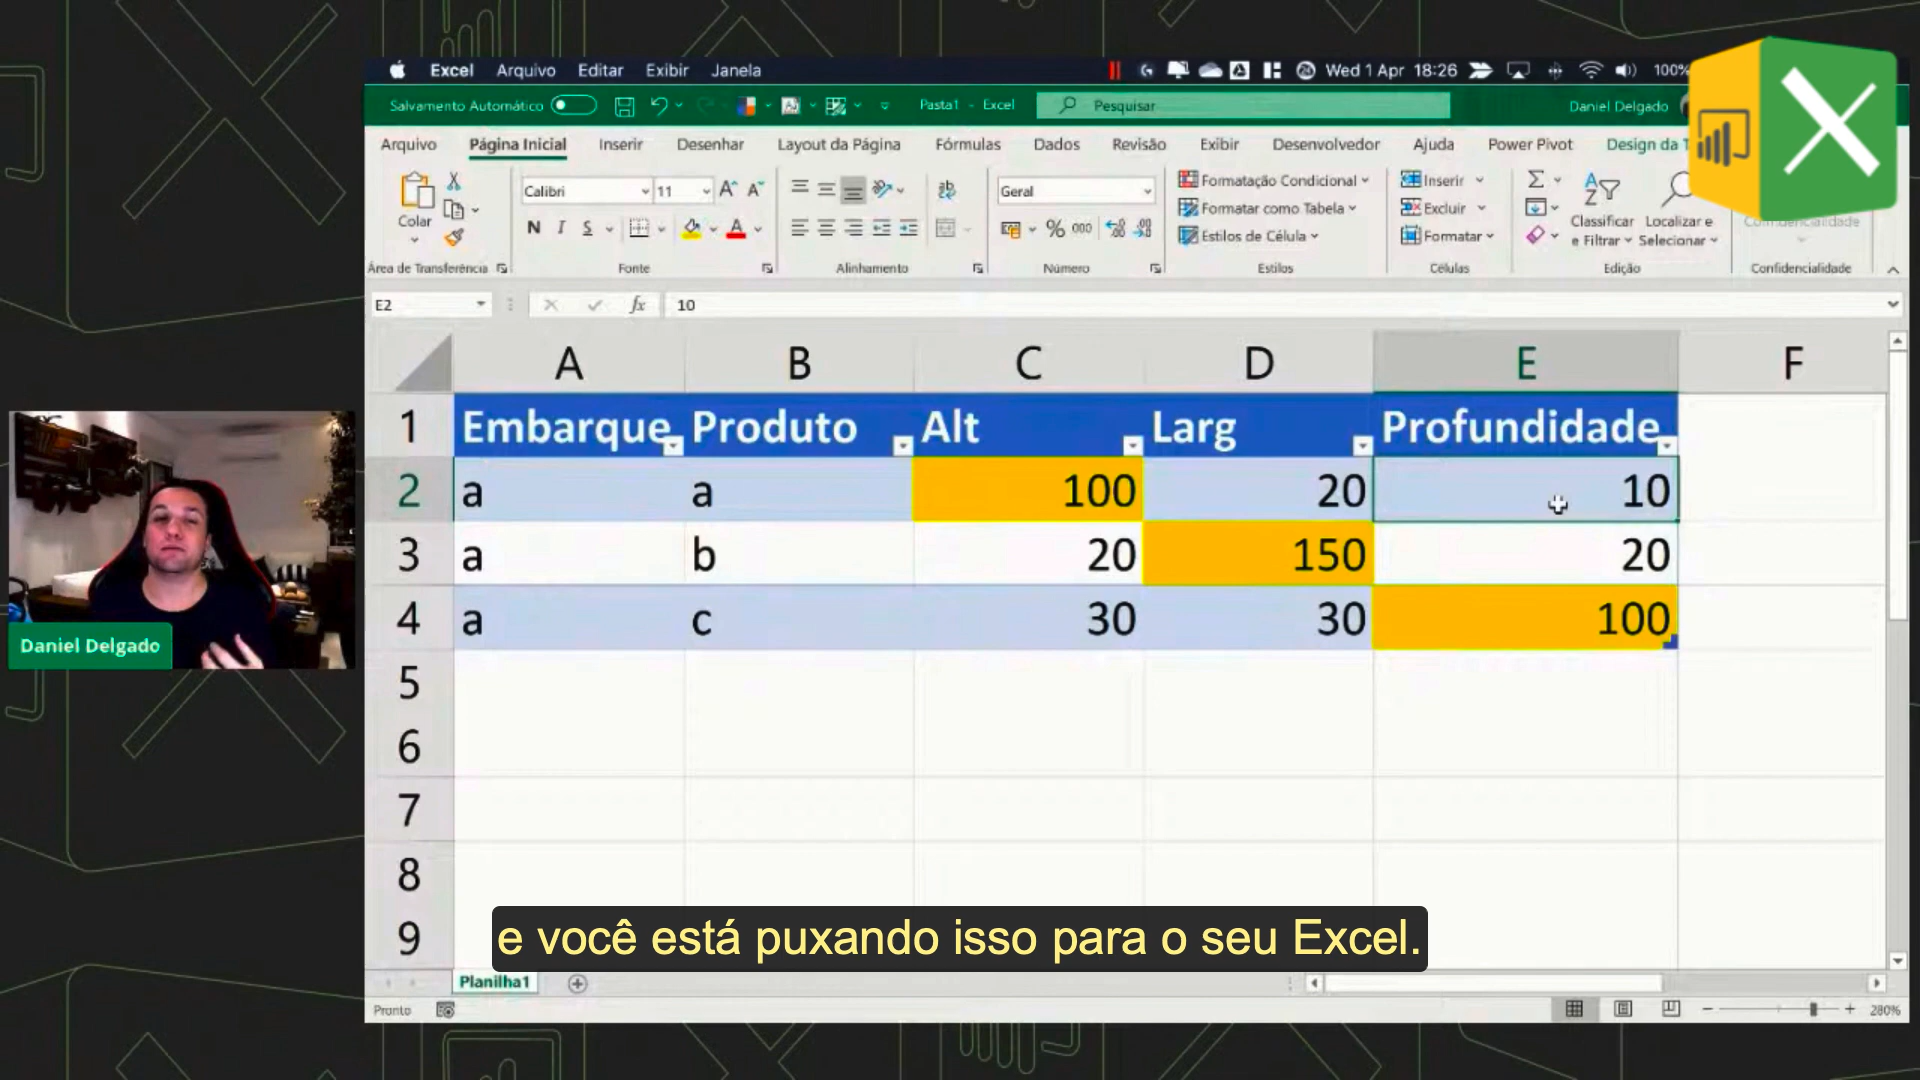 Excel Arquivo Editar Exibir Janela Wed 1 Apr 18:26 100%
Salvamento Automático Pasta1 - Excel Pesquisar Daniel Delgado
Arquivo Página Inicial Inserir Desenhar Layout da Página Fórmulas Dados Revisão Exibir Desenvolvedor Ajuda Power Pivot Design da T
Colar Calibri 11 Geral Formatação Condicional Inserir
N I S % 000 Formatar como Tabela Excluir Classificar e Filtrar Localizar e Selecionar Confidencialidade
Estilos de Célula Formatar
Área de Transferência Fonte Alinhamento Número Estilos Células Edição Confidencialidade
E2 fx 10
A B C D E F
1 Embarque Produto Alt Larg Profundidade
2 a a 100 20 10
3 a b 20 150 20
4 a c 30 30 100
5
6
7
8
9
Daniel Delgado
e você está puxando isso para o seu Excel.
Planilha1
Pronto 280%